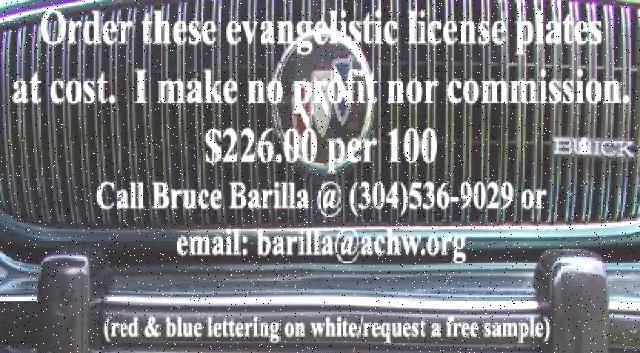 Order these evangelistic license plates
at cost.  I make no profit nor commission.
$226.00 per 100
BUICK
Call Bruce Barilla @ (304)536-9029 or
email: barilla@achw.org
(red & blue lettering on white/request a free sample)